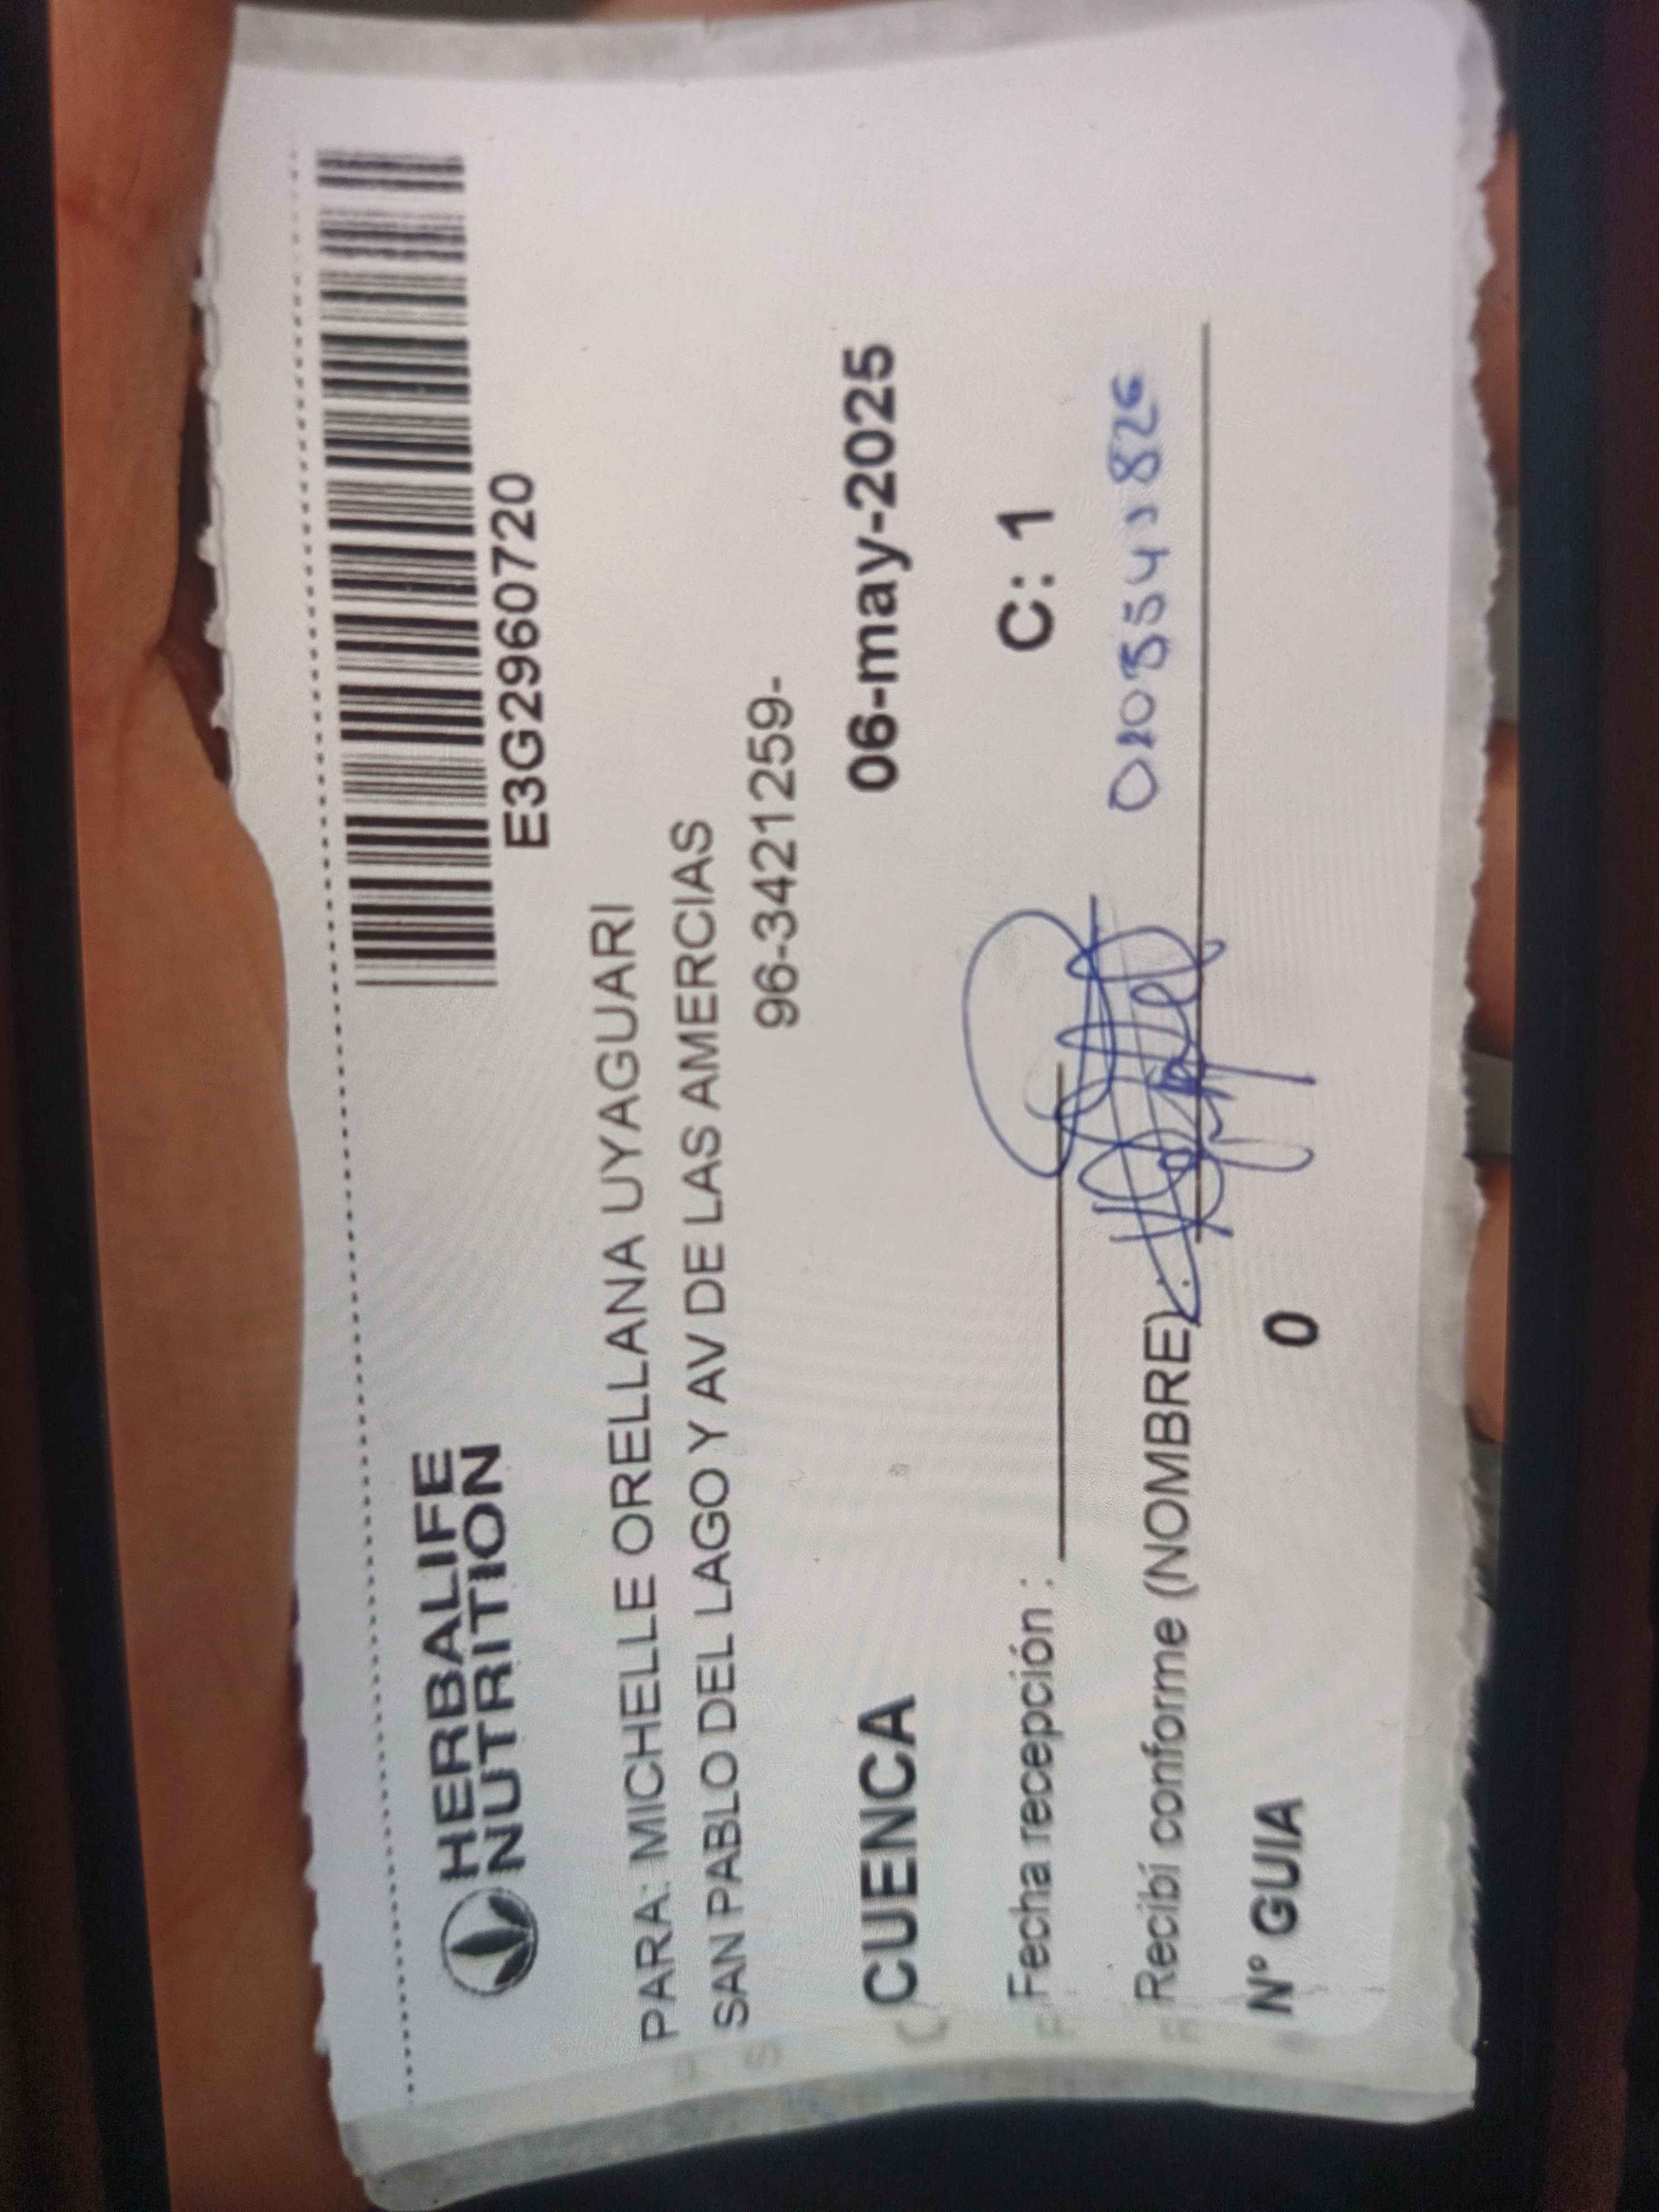 HERBALIFE
NUTRITION
E3G2960720
PARA: MICHELLE ORELLANA UYAGUARI
SAN PABLO DEL LAGO Y AV DE LAS AMERCIAS
96-3421259-
CUENCA 06-may-2025
Fecha recepción : C: 1
Recibí conforme (NOMBRE):
N° GUIA 0